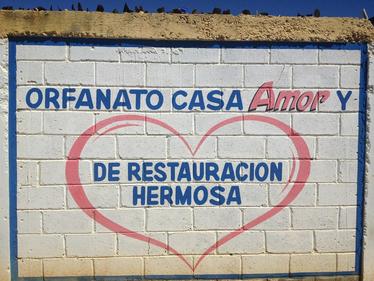 ORFANATO CASA Amor Y
DE RESTAURACION
HERMOSA